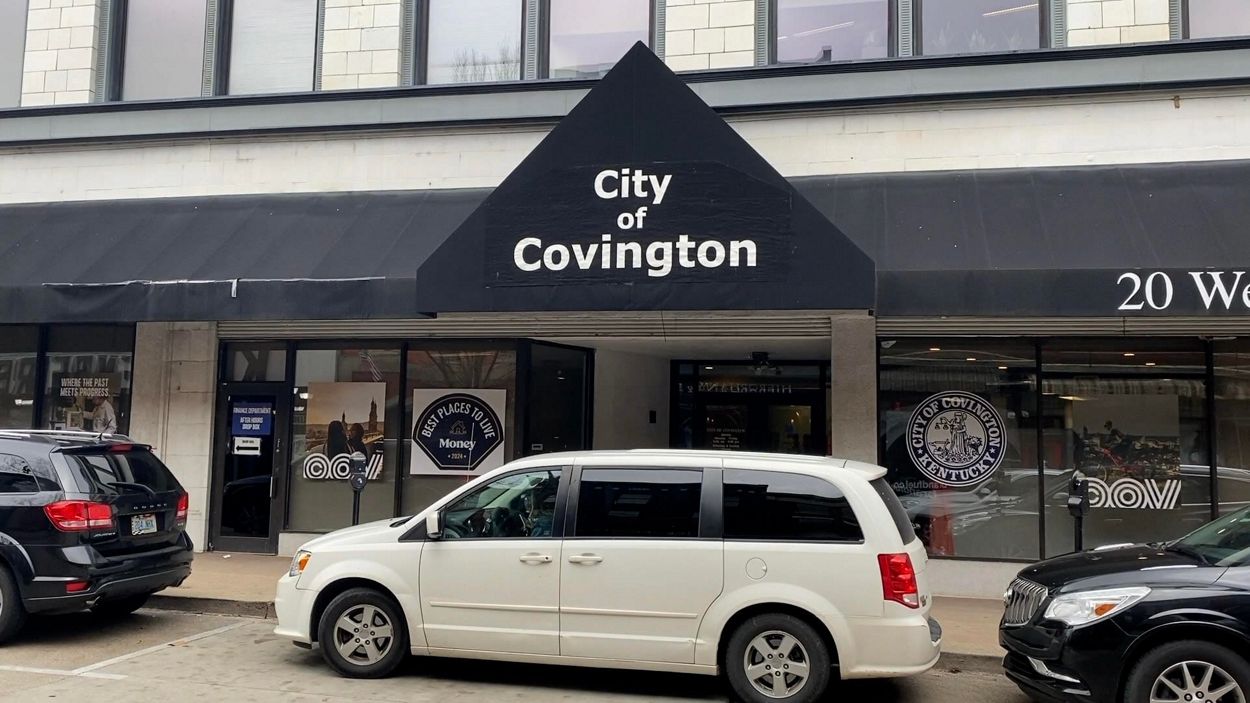 City
of
Covington
20 We
WHERE THE PAST
MEETS PROGRESS.
FINANCE DEPARTMENT
AFTER HOURS
DROP BOX
BEST PLACES TO LIVE
Money
2024
COV
CITY OF COVINGTON
KENTUCKY
COV
DODGE